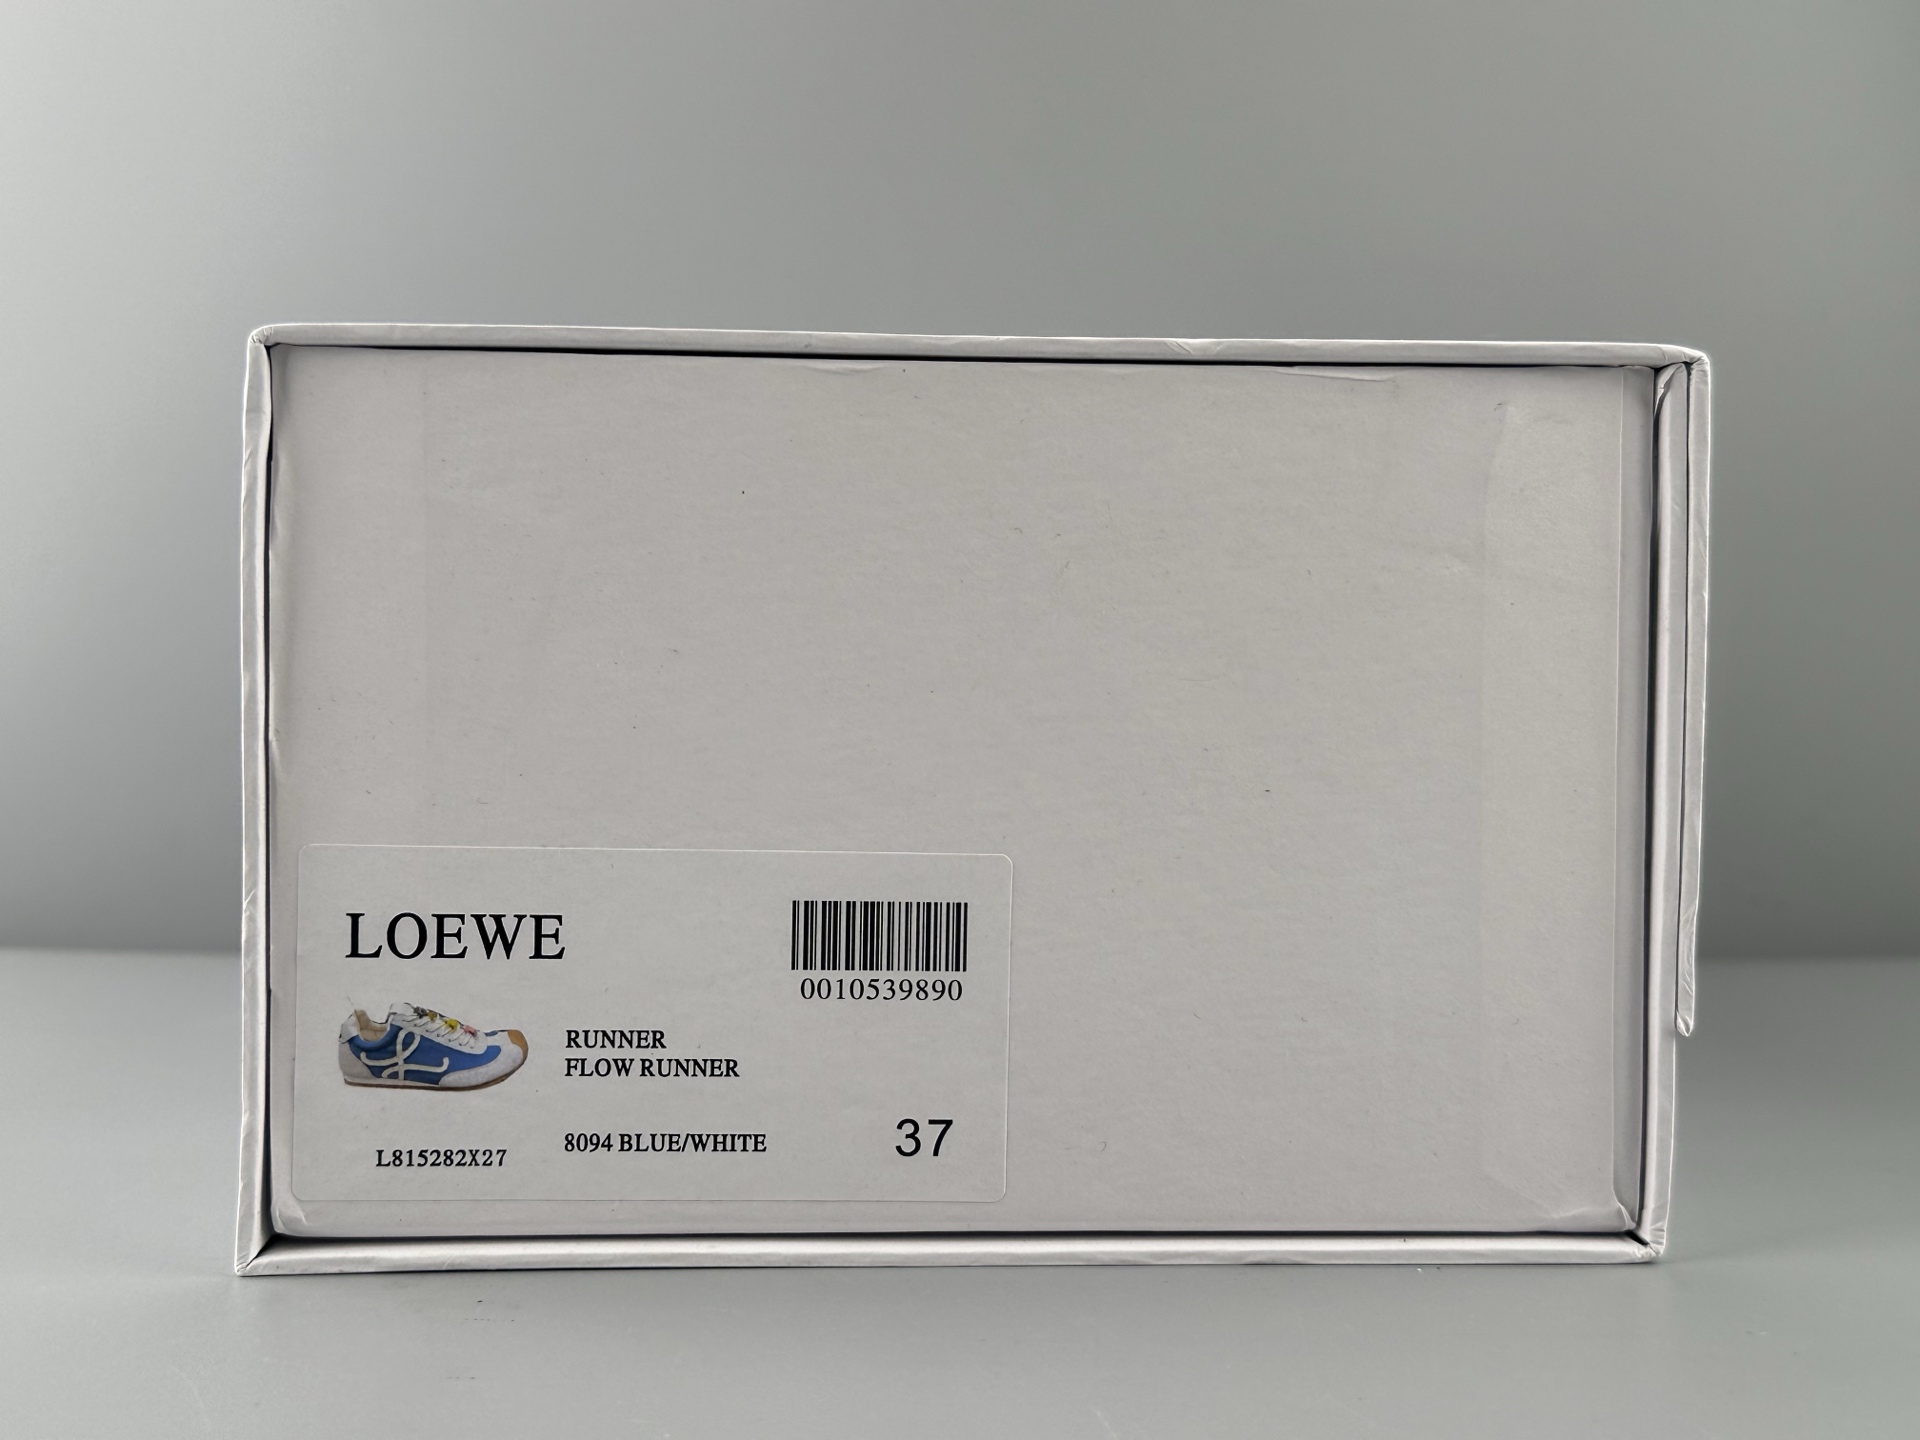 LOEWE
0010539890
RUNNER
FLOW RUNNER
8094 BLUE/WHITE
37
L815282X27